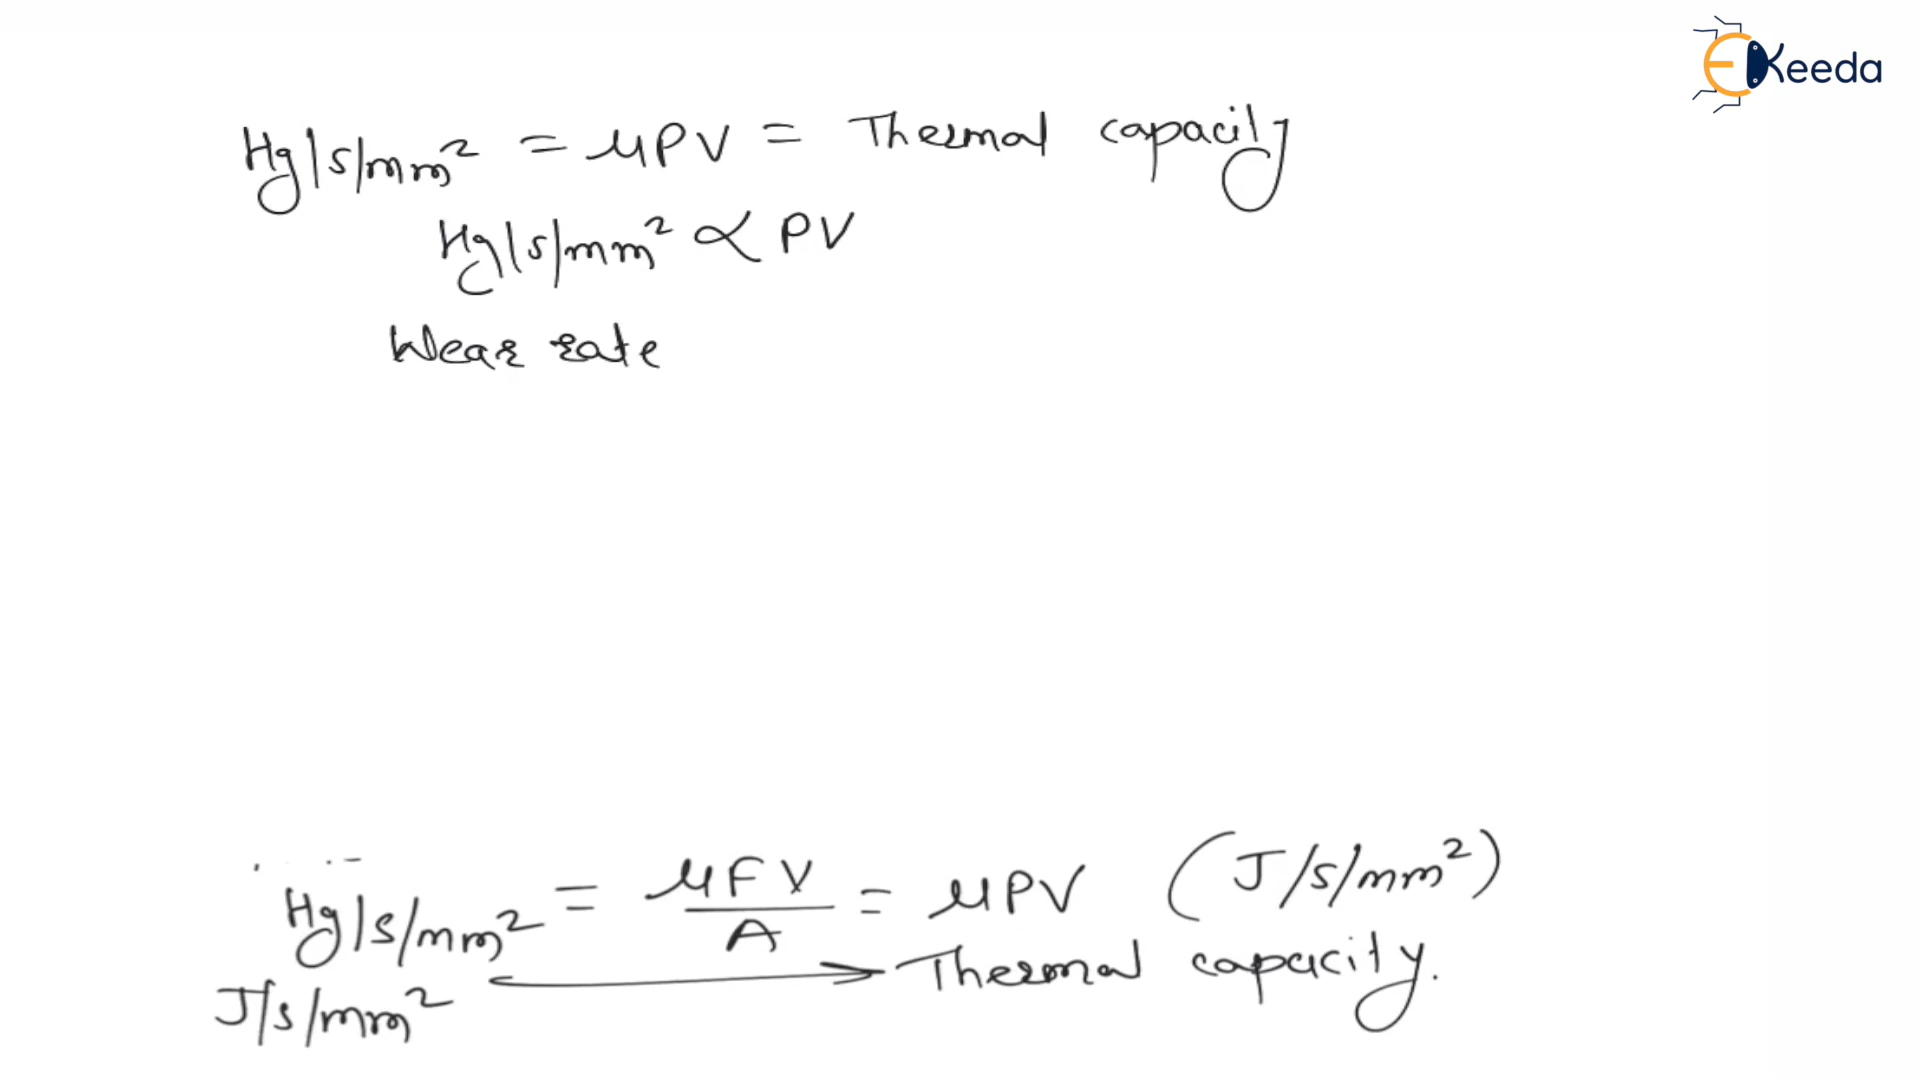 EKeeda
Hg/s/mm² = μPV = Thermal capacity
Hg/s/mm² ∝ PV
Wear rate
Hg/s/mm² = μFV/A = μPV (J/s/mm²)
J/s/mm² ⟶ Thermal capacity.